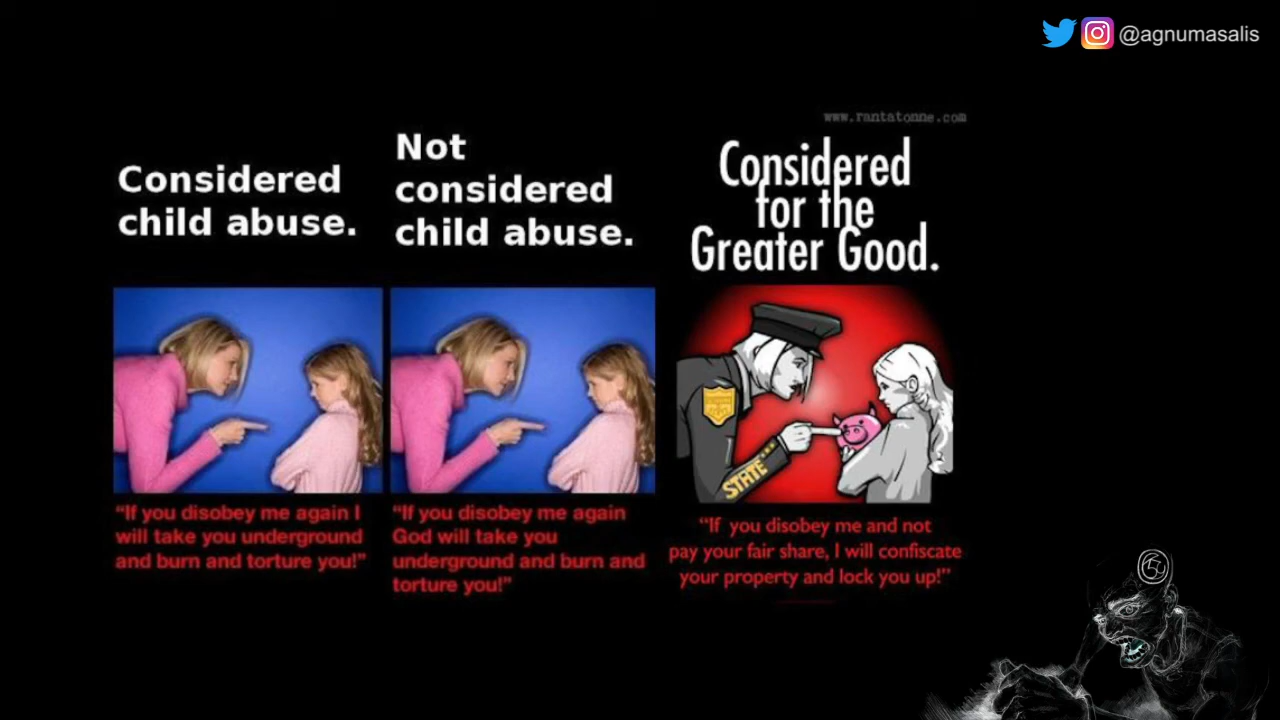 @agnumasalis
www.rantatonne.com
Considered
child abuse.
Not
considered
child abuse.
Considered
for the
Greater Good.
STATE
“If you disobey me again I
will take you underground
and burn and torture you!”
“If you disobey me again
God will take you
underground and burn and
torture you!”
“If you disobey me and not
pay your fair share, I will confiscate
your property and lock you up!”